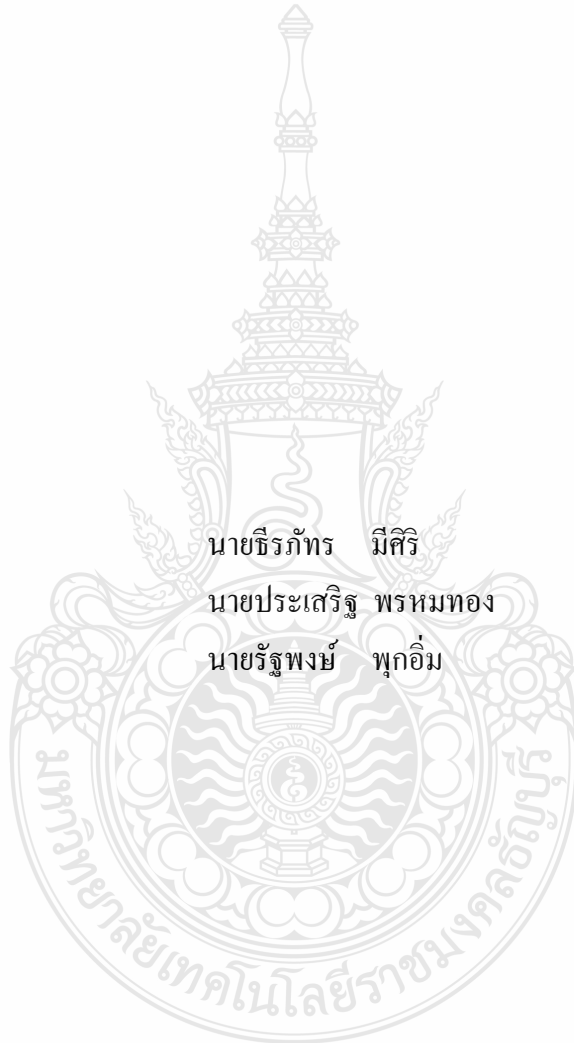 นายธีรภัทร มีศิริ
นายประเสริฐ พรหมทอง
นายรัฐพงษ์ พุกอิ่ม
มหาวิทยาลัยเทคโนโลยีราชมงคลธัญบุรี